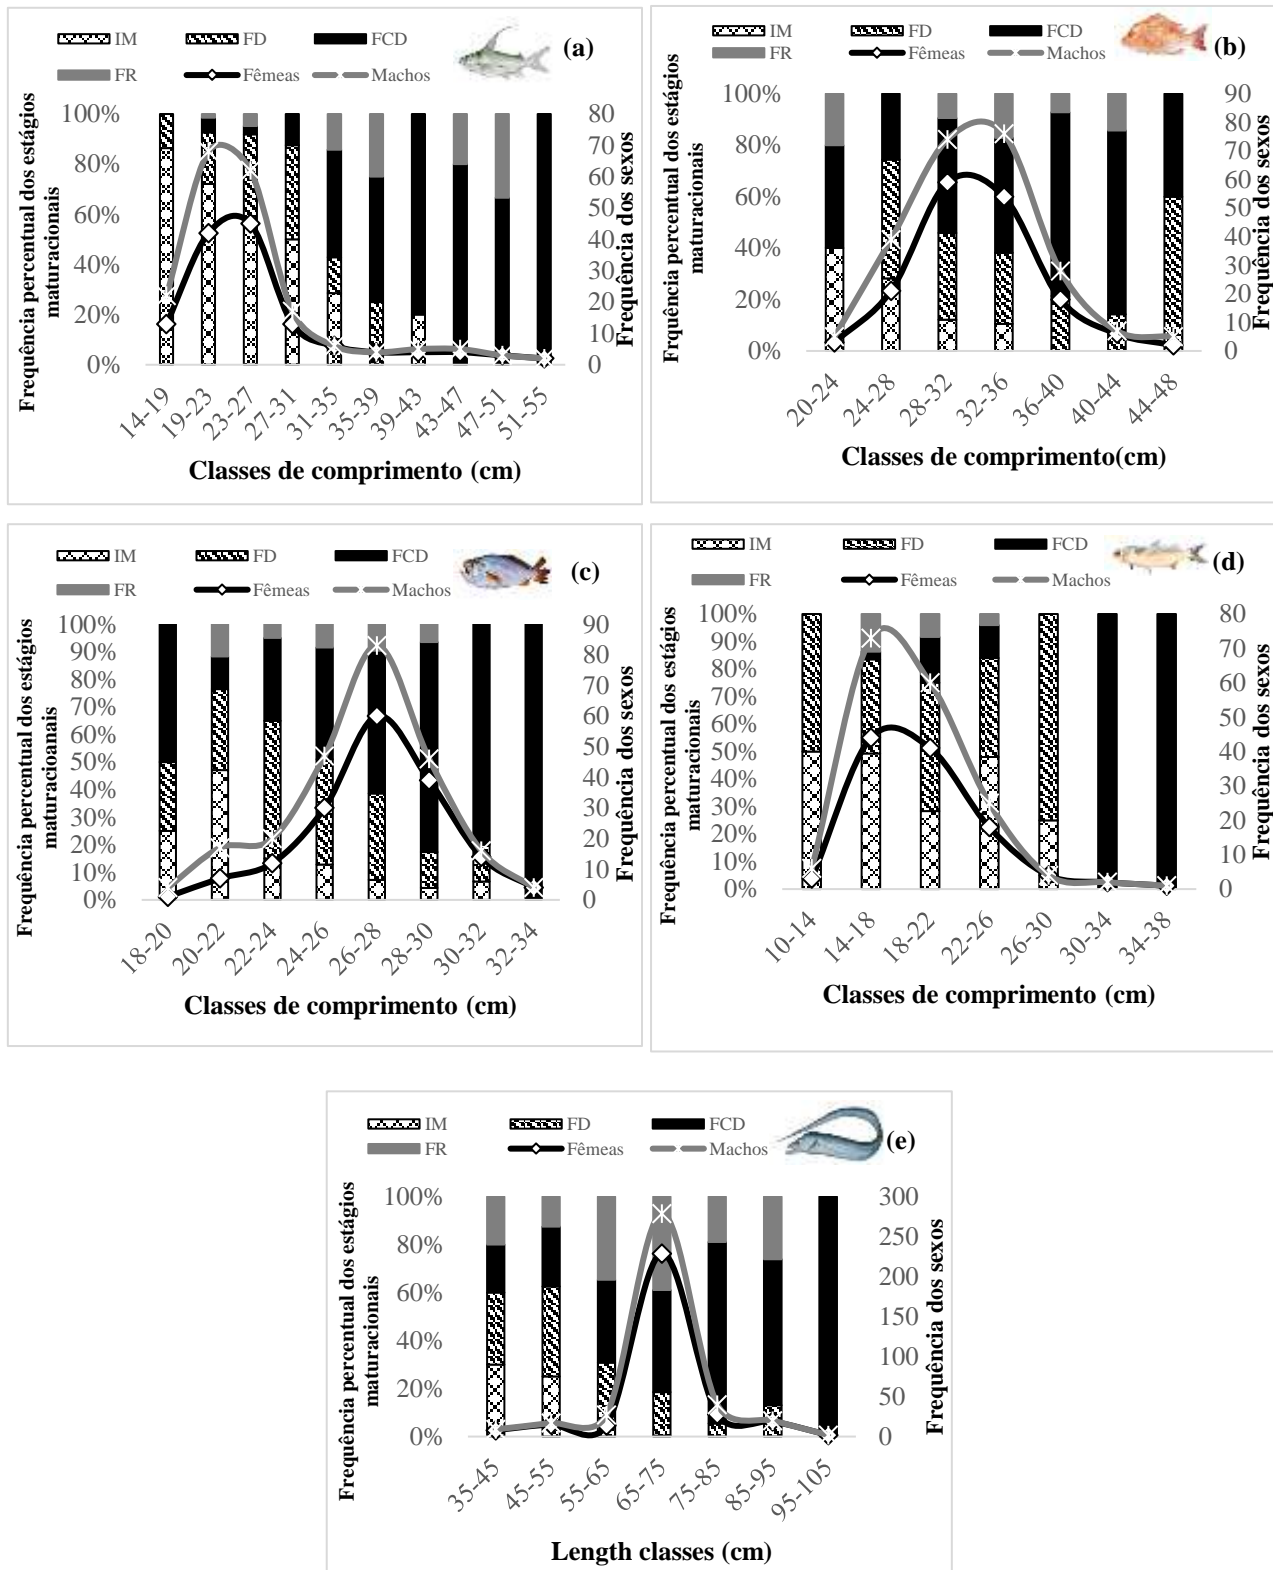 IM FD FCD
FR Fêmeas Machos
(a)
Frequência percentual dos estágios
maturacionais
100%
80%
60%
40%
20%
0%
80
70
60
50
40
30
20
10
0
Frequência dos sexos
14-19 19-23 23-27 27-31 31-35 35-39 39-43 43-47 47-51 51-55
Classes de comprimento (cm)
IM FD FCD
FR Fêmeas Machos
(b)
Frquência percentual dos estágios
maturacionais
100%
80%
60%
40%
20%
0%
90
80
70
60
50
40
30
20
10
0
Frequência dos sexos
20-24 24-28 28-32 32-36 36-40 40-44 44-48
Classes de comprimento(cm)
IM FD FCD
FR Fêmeas Machos
(c)
Frequência percentual dos estágios
maturacionais
100%
90%
80%
70%
60%
50%
40%
30%
20%
10%
0%
90
80
70
60
50
40
30
20
10
0
Frequência dos sexos
18-20 20-22 22-24 24-26 26-28 28-30 30-32 32-34
Classes de comprimento (cm)
IM FD FCD
FR Fêmeas Machos
(d)
Frequência percentual dos estágios
maturacionais
100%
90%
80%
70%
60%
50%
40%
30%
20%
10%
0%
80
70
60
50
40
30
20
10
0
Frequência dos sexos
10-14 14-18 18-22 22-26 26-30 30-34 34-38
Classes de comprimento (cm)
IM FD FCD
FR Fêmeas Machos
(e)
Frequência percentual dos estágios
maturacionais
100%
80%
60%
40%
20%
0%
300
250
200
150
100
50
0
Frequência dos sexos
35-45 45-55 55-65 65-75 75-85 85-95 95-105
Length classes (cm)